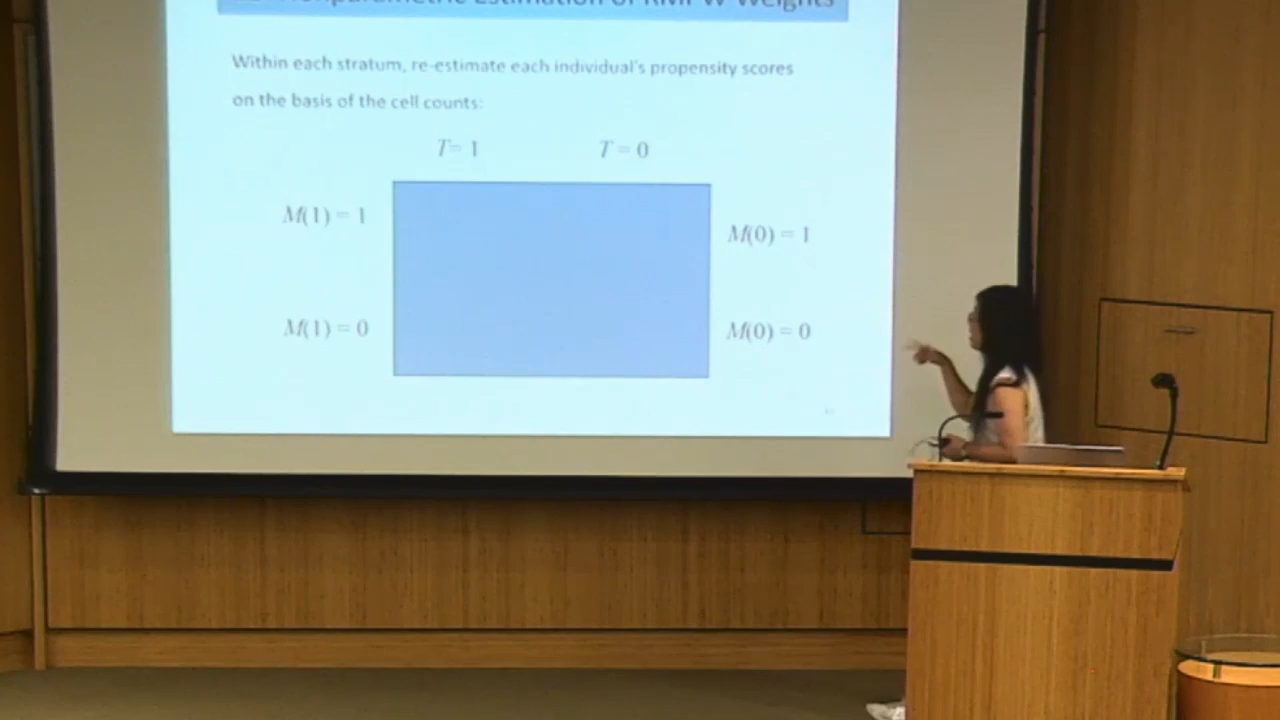 Nonparametric Estimation of RMPW Weights
Within each stratum, re-estimate each individual's propensity scores
on the basis of the cell counts:
T= 1 T = 0
M(1) = 1
M(0) = 1
M(1) = 0 M(0) = 0